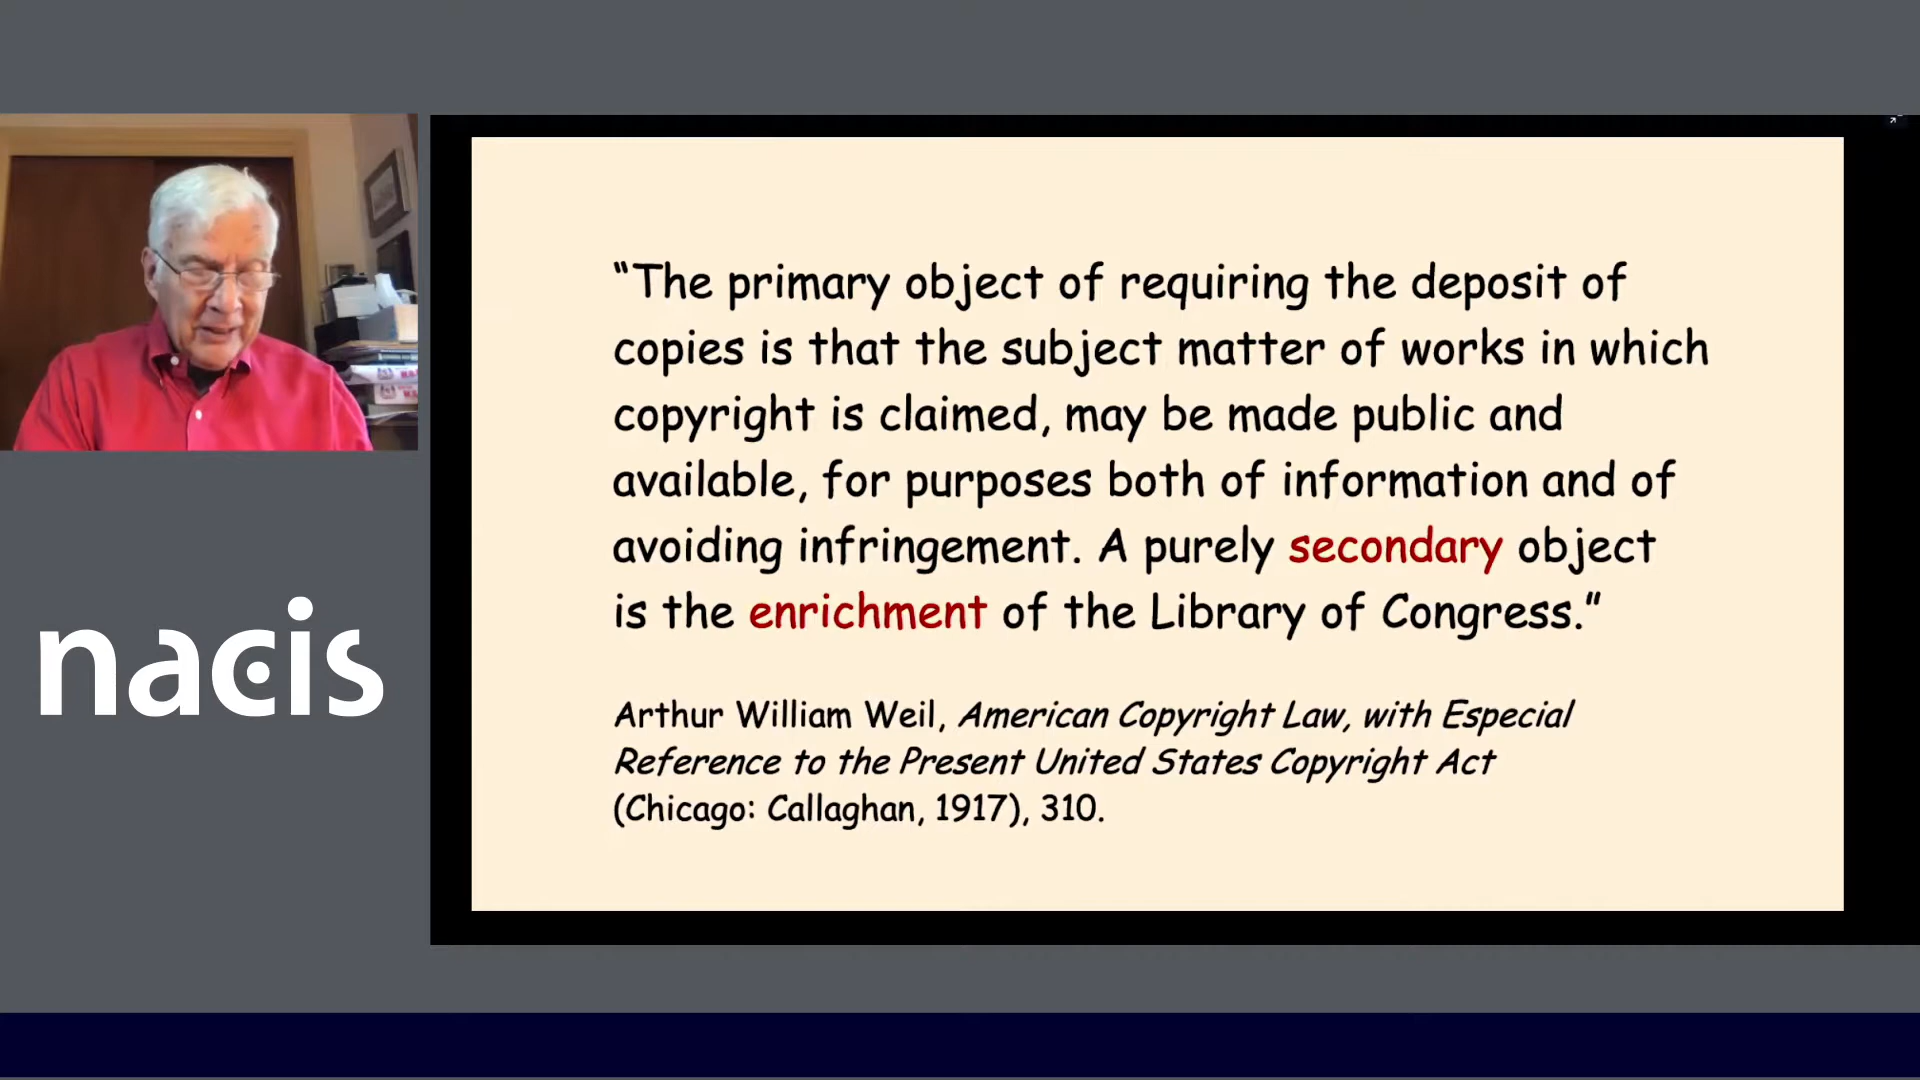 “The primary object of requiring the deposit of
copies is that the subject matter of works in which
copyright is claimed, may be made public and
available, for purposes both of information and of
avoiding infringement. A purely secondary object
is the enrichment of the Library of Congress.”
Arthur William Weil, American Copyright Law, with Especial
Reference to the Present United States Copyright Act
(Chicago: Callaghan, 1917), 310.
nacis